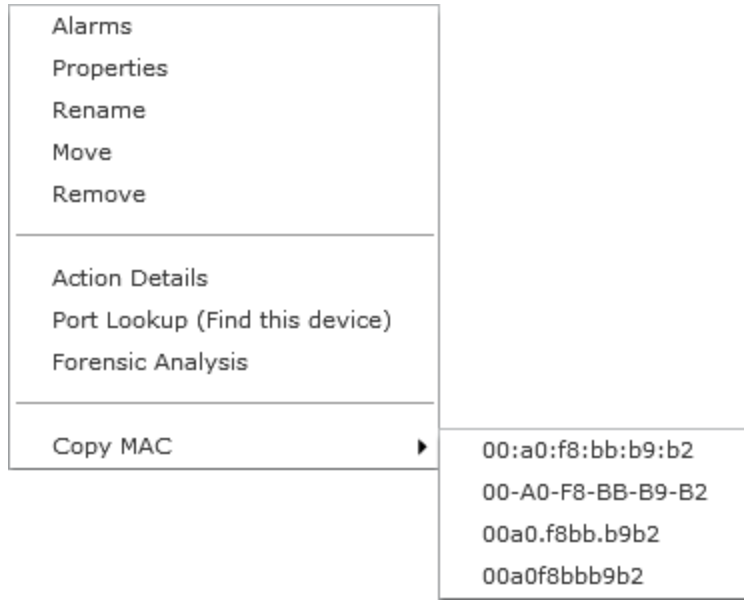 Alarms
Properties
Rename
Move
Remove
Action Details
Port Lookup (Find this device)
Forensic Analysis
Copy MAC
00:a0:f8:bb:b9:b2
00-A0-F8-BB-B9-B2
00a0.f8bb.b9b2
00a0f8bbb9b2